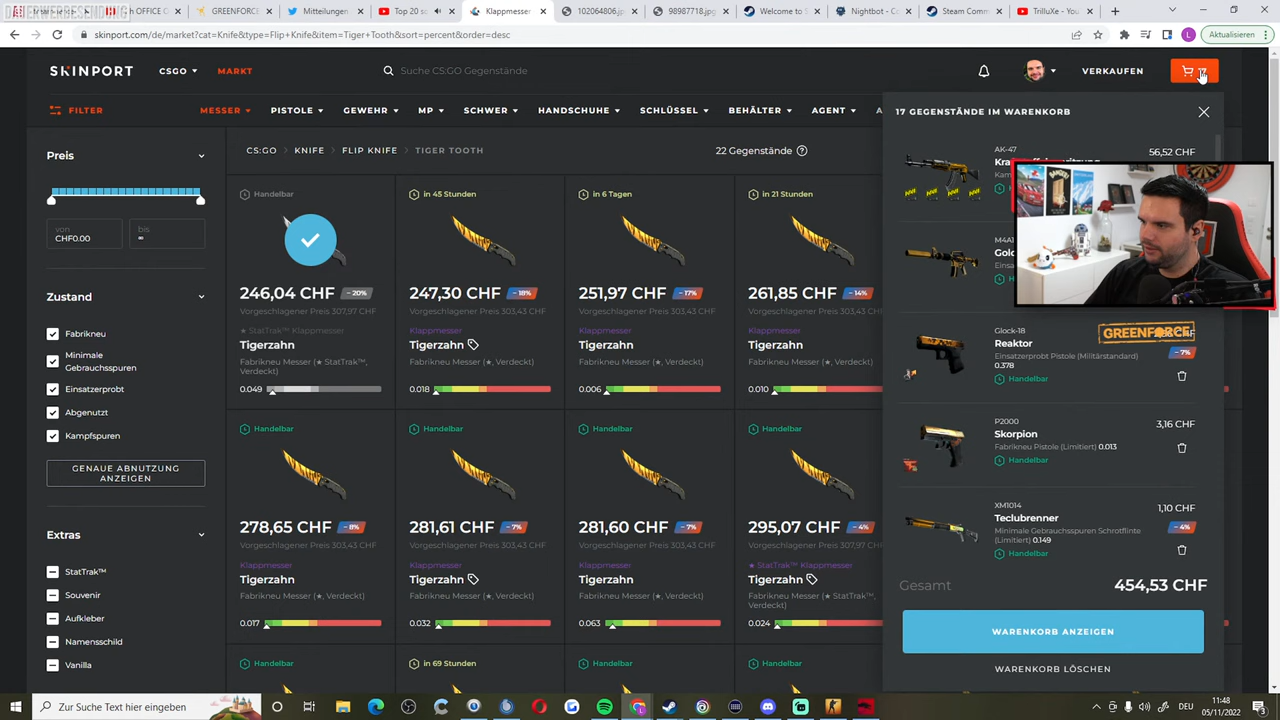 DAUERWERBESENDUNG
OFFICE C
GREENFORCE
Mitteilungen
Top 20 s
Klappmesser
102064806.jp
98987718.jpg
Welcome to S
Nightbot - C
Steam Comm
TrilluXe - You
skinport.com/de/market?cat=Knife&type=Flip+Knife&item=Tiger+Tooth&sort=percent&order=desc
L
Aktualisieren
SKINPORT
CSGO
MARKT
Suche CS:GO Gegenstände
VERKAUFEN
FILTER
MESSER
PISTOLE
GEWEHR
MP
SCHWER
HANDSCHUHE
SCHLÜSSEL
BEHÄLTER
AGENT
A
17 GEGENSTÄNDE IM WARENKORB
CS:GO
KNIFE
FLIP KNIFE
TIGER TOOTH
22 Gegenstände
Preis
von
CHF0.00
bis
∞
Zustand
Fabrikneu
Minimale
Gebrauchsspuren
Einsatzerprobt
Abgenutzt
Kampfspuren
GENAUE ABNUTZUNG
ANZEIGEN
Extras
StatTrak™
Souvenir
Aufkleber
Namensschild
Vanilla
Handelbar
246,04 CHF
– 20%
Vorgeschlagener Preis 307,97 CHF
★ StatTrak™ Klappmesser
Tigerzahn
Fabrikneu Messer (★ StatTrak™,
Verdeckt)
0.049
in 45 Stunden
247,30 CHF
– 18%
Vorgeschlagener Preis 303,43 CHF
Klappmesser
Tigerzahn
Fabrikneu Messer (★, Verdeckt)
0.018
in 6 Tagen
251,97 CHF
– 17%
Vorgeschlagener Preis 303,43 CHF
Klappmesser
Tigerzahn
Fabrikneu Messer (★, Verdeckt)
0.006
in 21 Stunden
261,85 CHF
– 14%
Vorgeschlagener Preis 303,43 CHF
Klappmesser
Tigerzahn
Fabrikneu Messer (★, Verdeckt)
0.010
Handelbar
278,65 CHF
– 8%
Vorgeschlagener Preis 303,43 CHF
Klappmesser
Tigerzahn
Fabrikneu Messer (★, Verdeckt)
0.017
Handelbar
281,61 CHF
– 7%
Vorgeschlagener Preis 303,43 CHF
Klappmesser
Tigerzahn
Fabrikneu Messer (★, Verdeckt)
0.032
Handelbar
281,60 CHF
– 7%
Vorgeschlagener Preis 303,43 CHF
Klappmesser
Tigerzahn
Fabrikneu Messer (★, Verdeckt)
0.063
Handelbar
295,07 CHF
– 4%
Vorgeschlagener Preis 307,97 CHF
★ StatTrak™ Klappmesser
Tigerzahn
Fabrikneu Messer (★ StatTrak™,
Verdeckt)
0.024
Handelbar
in 69 Stunden
Handelbar
Handelbar
AK-47
56,52 CHF
M4A1
Gol
Glock-18
Reaktor
GREENFORCE
Einsatzerprobt Pistole (Militärstandard)
0.378
– 7%
Handelbar
P2000
3,16 CHF
Skorpion
Fabrikneu Pistole (Limitiert) 0.013
Handelbar
XM1014
1,10 CHF
Teclubrenner
– 4%
Minimale Gebrauchsspuren Schrotflinte
(Limitiert) 0.149
Handelbar
Gesamt
454,53 CHF
WARENKORB ANZEIGEN
WARENKORB LÖSCHEN
Zur Suche Text hier eingeben
DEU
11:48
05/11/2022